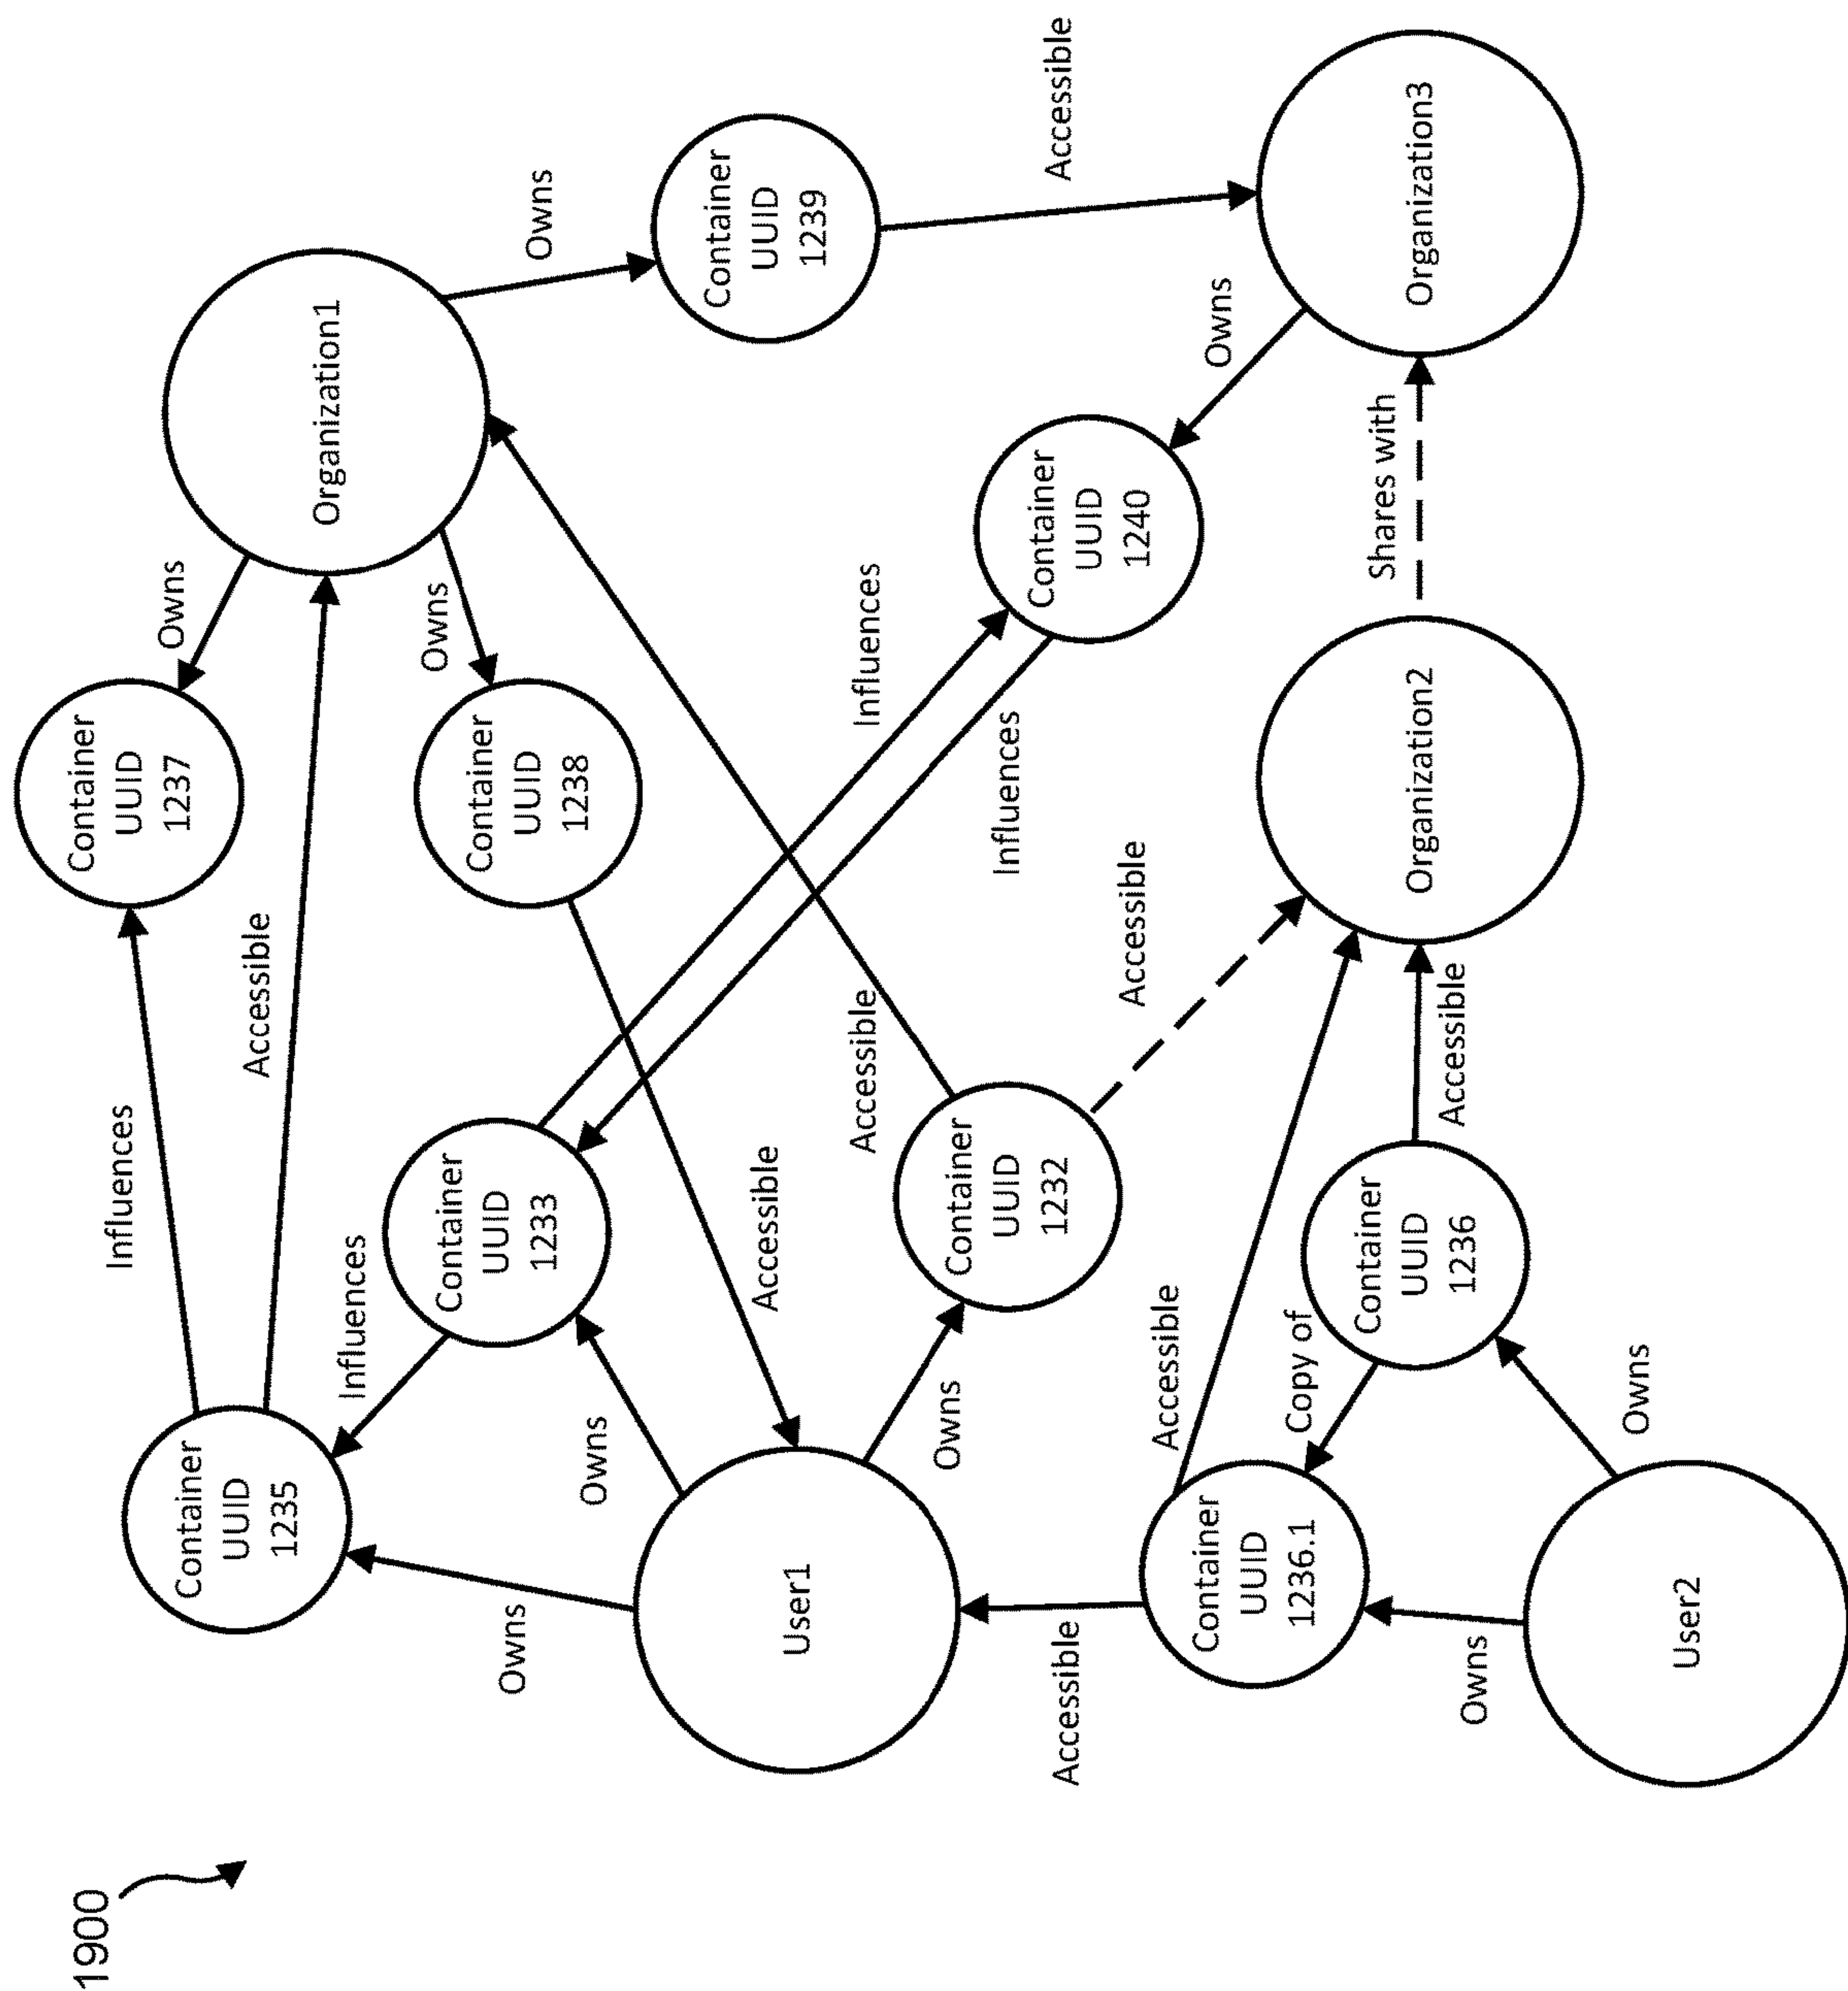 1900
Container
UUID
1237
Influences
Owns
Container
UUID
1235
Accessible
Organization1
Influences
Owns
Container
UUID
1233
Container
UUID
1238
Owns
Owns
Owns
Container
UUID
1239
Accessible
User1
Accessible
Influences
Owns
Container
UUID
1232
Influences
Container
UUID
1240
Accessible
Accessible
Accessible
Accessible
Container
UUID
1236.1
Owns
Copy of
Container
UUID
1236
Shares with
Organization2
Organization3
Accessible
Owns
Owns
User2